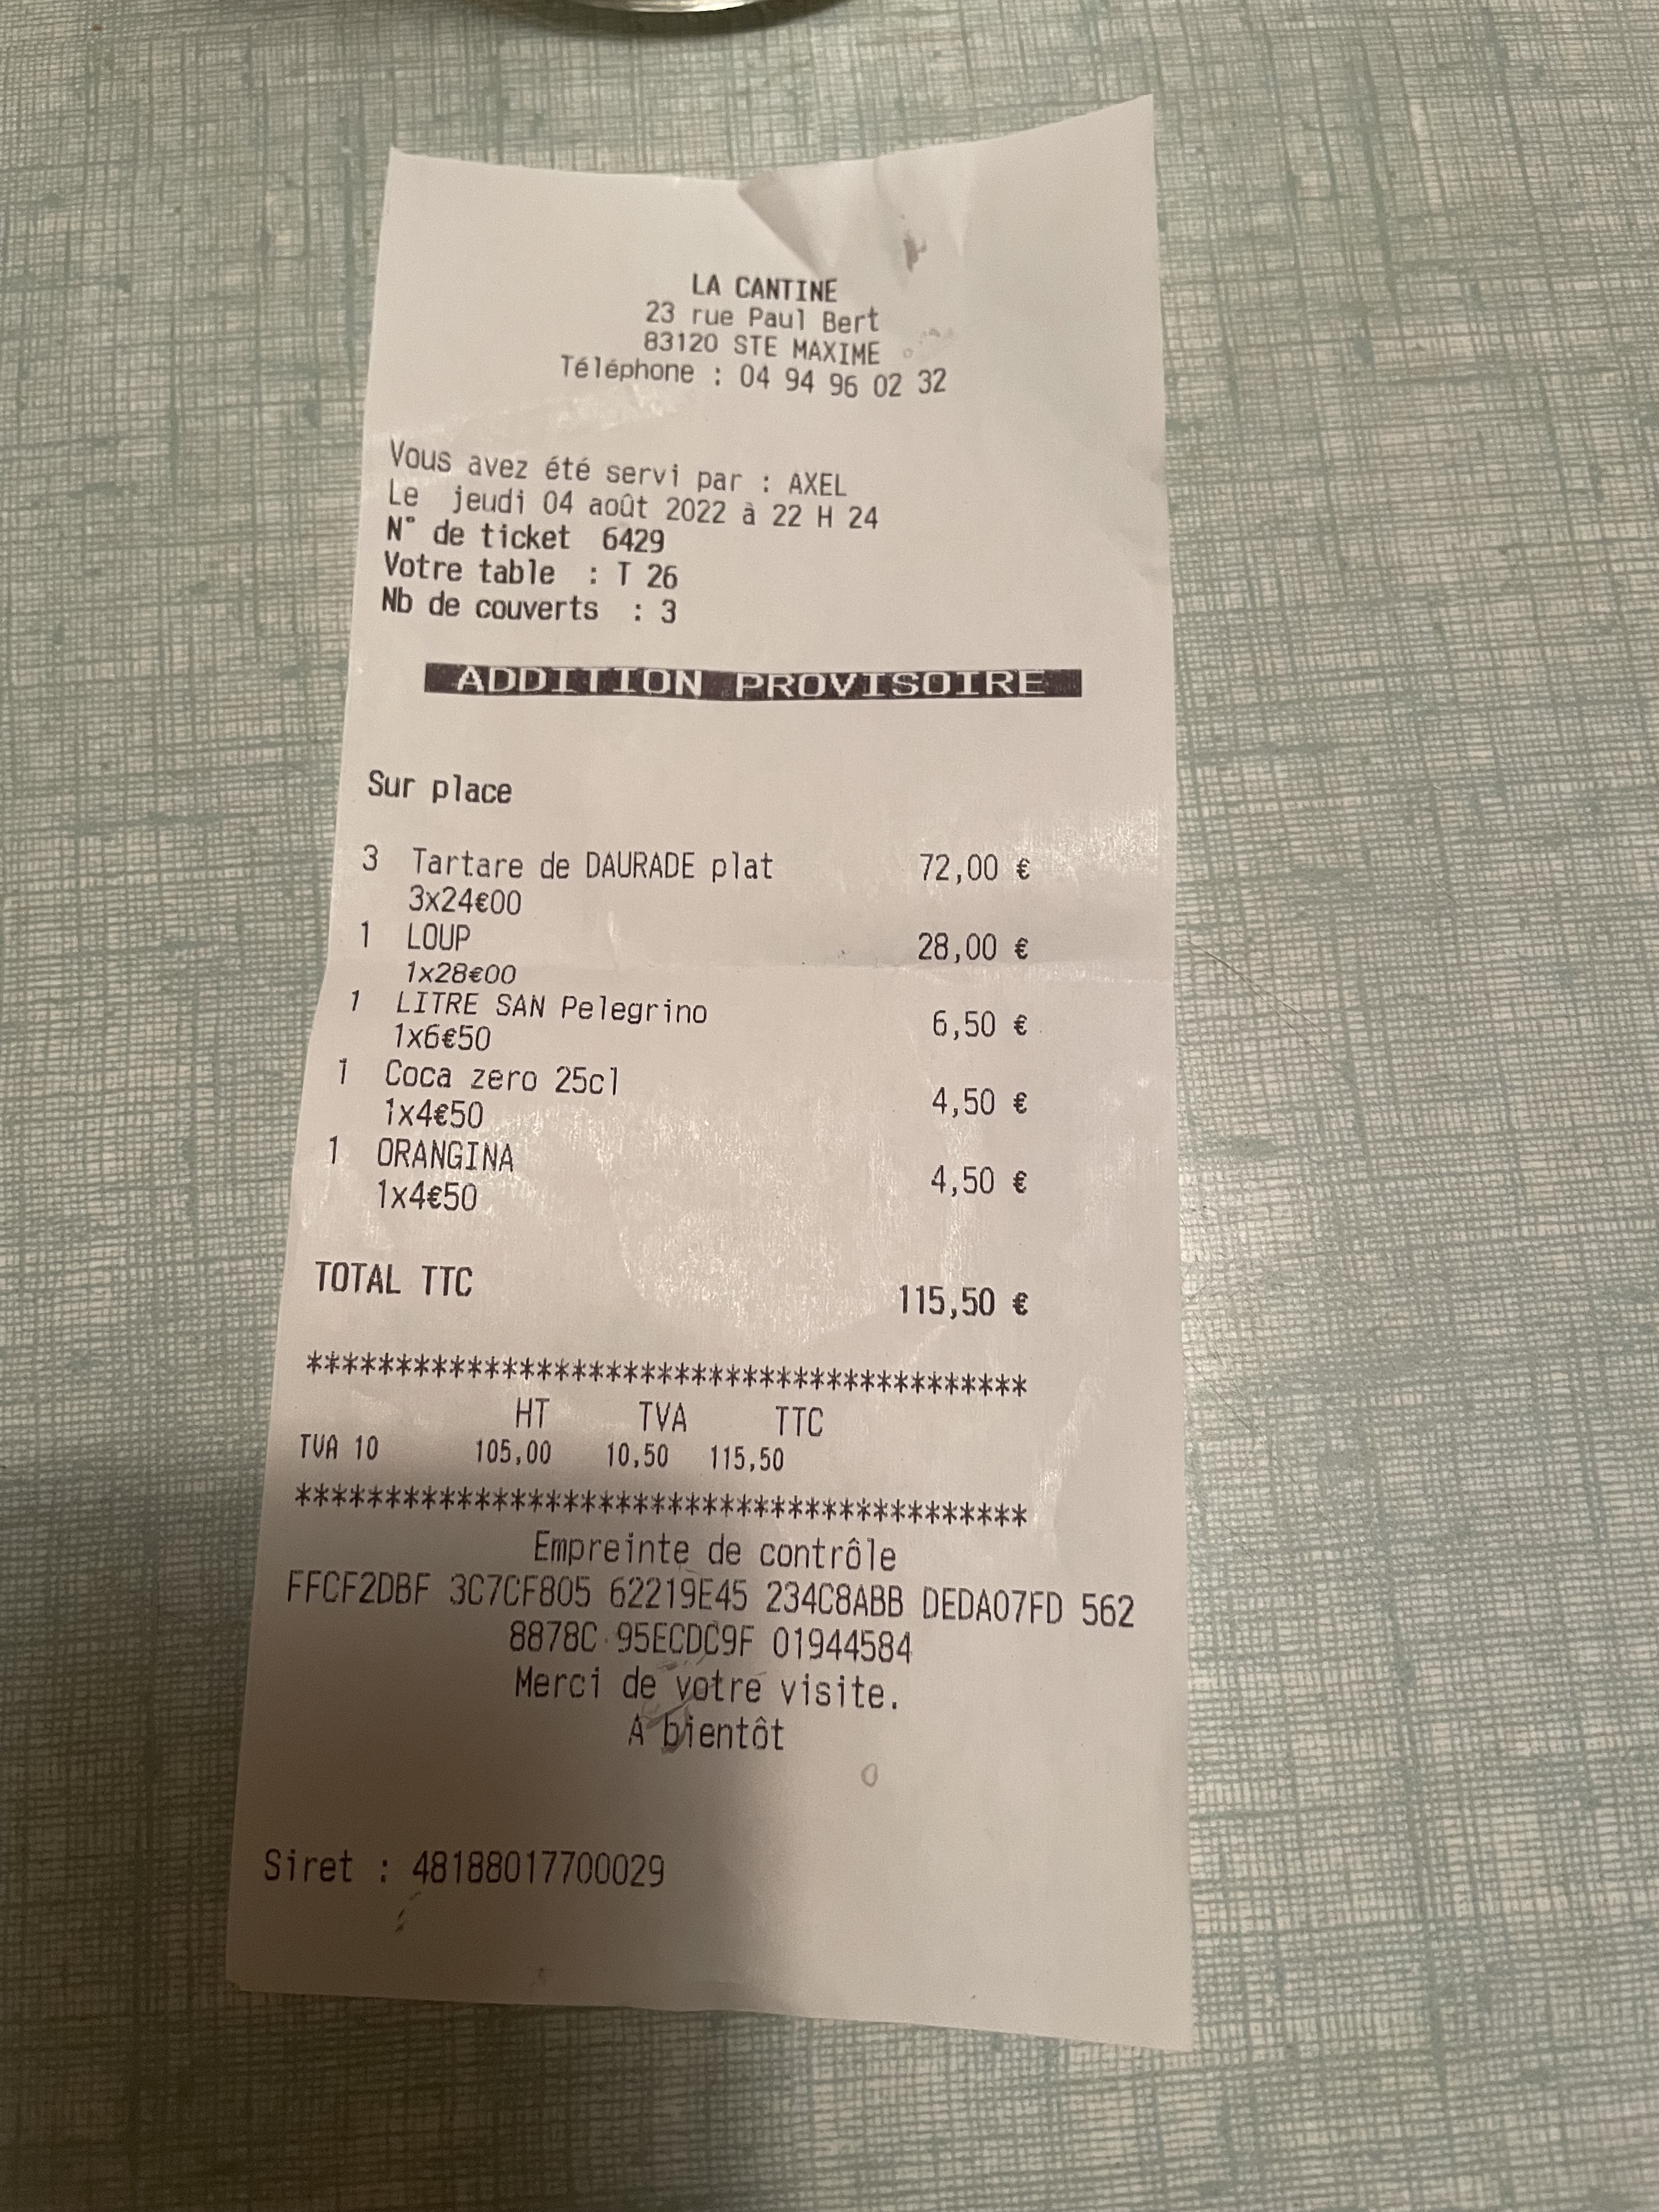 LA CANTINE
23 rue Paul Bert
83120 STE MAXIME
Téléphone : 04 94 96 02 32
Vous avez été servi par : AXEL
Le jeudi 04 août 2022 à 22 H 24
N° de ticket 6429
Votre table : T 26
Nb de couverts : 3
ADDITION PROVISOIRE
Sur place
3 Tartare de DAURADE plat 72,00 €
3x24€00
1 LOUP 28,00 €
1x28€00
1 LITRE SAN Pelegrino 6,50 €
1x6€50
1 Coca zero 25cl 4,50 €
1x4€50
1 ORANGINA 4,50 €
1x4€50
TOTAL TTC 115,50 €
*****************************************
HT TVA TTC
TVA 10 105,00 10,50 115,50
*****************************************
Empreinte de contrôle
FFCF2DBF 3C7CF805 62219E45 234C8ABB DEDA07FD 562
8878C 95ECDC9F 01944584
Merci de votre visite.
A bientôt
Siret : 48188017700029